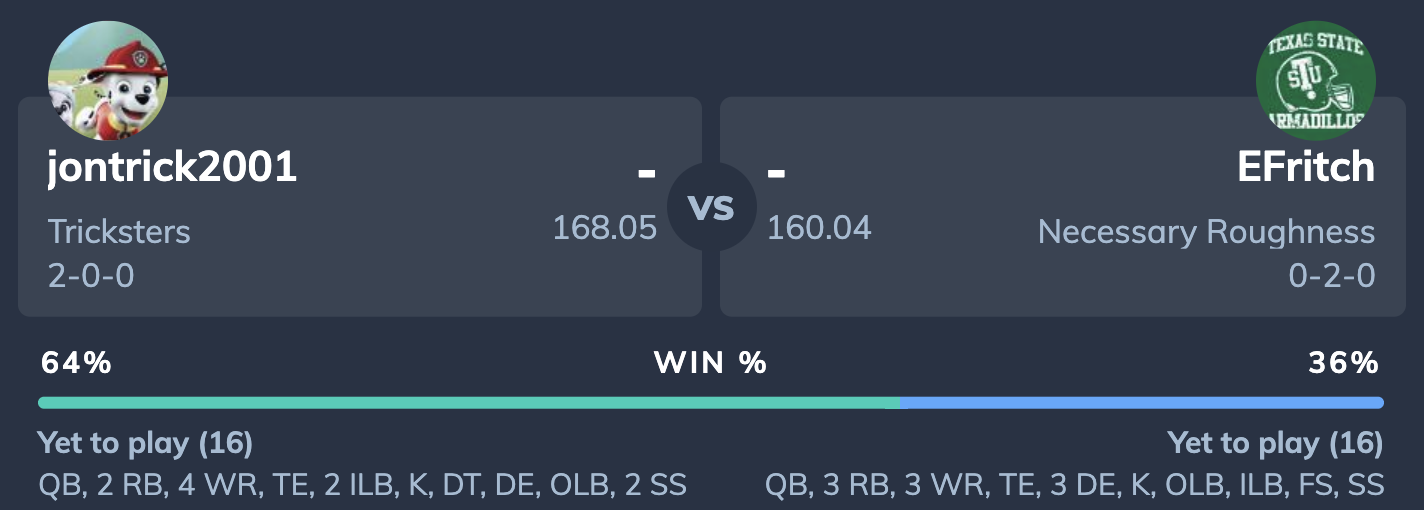 TEXAS STATE
STU
ARMADILLOS
jontrick2001
-
168.05
Tricksters
2-0-0
VS
-
160.04
EFritch
Necessary Roughness
0-2-0
64%
WIN %
36%
Yet to play (16)
QB, 2 RB, 4 WR, TE, 2 ILB, K, DT, DE, OLB, 2 SS
Yet to play (16)
QB, 3 RB, 3 WR, TE, 3 DE, K, OLB, ILB, FS, SS